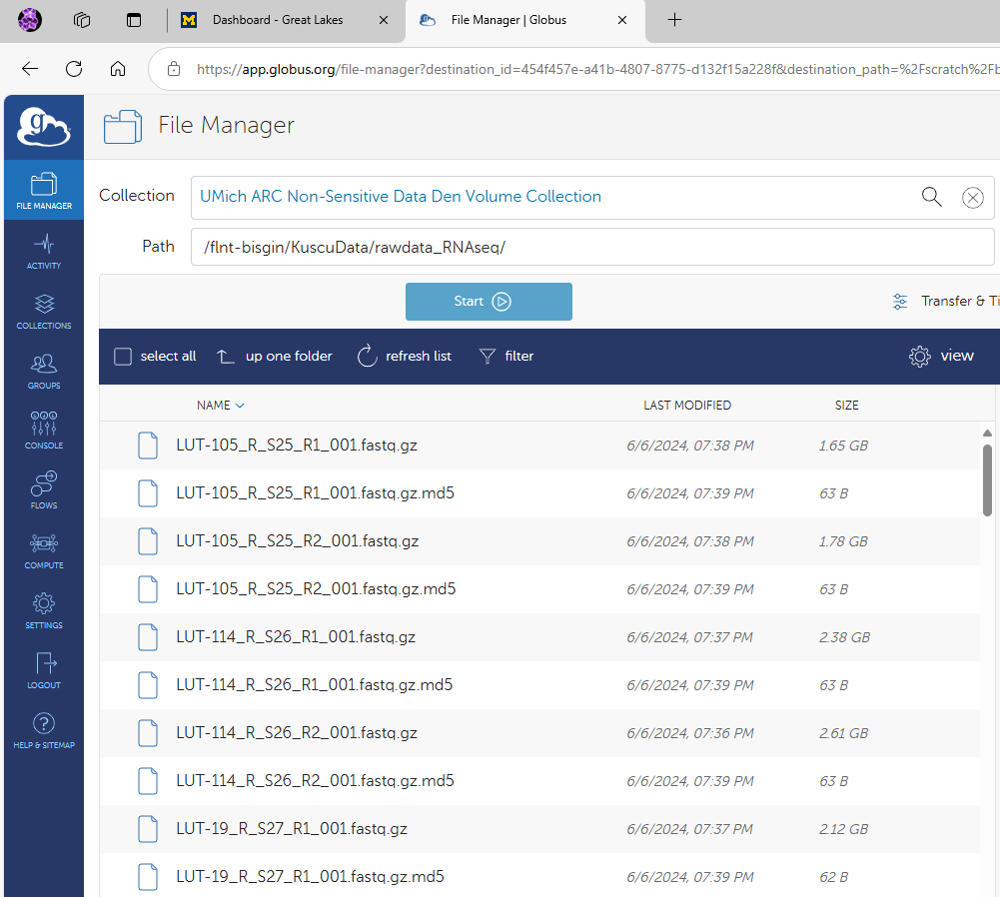 Dashboard - Great Lakes
File Manager | Globus
https://app.globus.org/file-manager?destination_id=454f457e-a41b-4807-8775-d132f15a228f&destination_path=%2Fscratch%2Fb
File Manager
FILE MANAGER
ACTIVITY
COLLECTIONS
GROUPS
CONSOLE
FLOWS
COMPUTE
SETTINGS
LOGOUT
HELP & SITEMAP
Collection UMich ARC Non-Sensitive Data Den Volume Collection
Path /flnt-bisgin/KuscuData/rawdata_RNAseq/
Start Transfer & Ti
select all up one folder refresh list filter view
NAME LAST MODIFIED SIZE
LUT-105_R_S25_R1_001.fastq.gz 6/6/2024, 07:38 PM 1.65 GB
LUT-105_R_S25_R1_001.fastq.gz.md5 6/6/2024, 07:39 PM 63 B
LUT-105_R_S25_R2_001.fastq.gz 6/6/2024, 07:38 PM 1.78 GB
LUT-105_R_S25_R2_001.fastq.gz.md5 6/6/2024, 07:39 PM 63 B
LUT-114_R_S26_R1_001.fastq.gz 6/6/2024, 07:37 PM 2.38 GB
LUT-114_R_S26_R1_001.fastq.gz.md5 6/6/2024, 07:39 PM 63 B
LUT-114_R_S26_R2_001.fastq.gz 6/6/2024, 07:36 PM 2.61 GB
LUT-114_R_S26_R2_001.fastq.gz.md5 6/6/2024, 07:39 PM 63 B
LUT-19_R_S27_R1_001.fastq.gz 6/6/2024, 07:37 PM 2.12 GB
LUT-19_R_S27_R1_001.fastq.gz.md5 6/6/2024, 07:39 PM 62 B